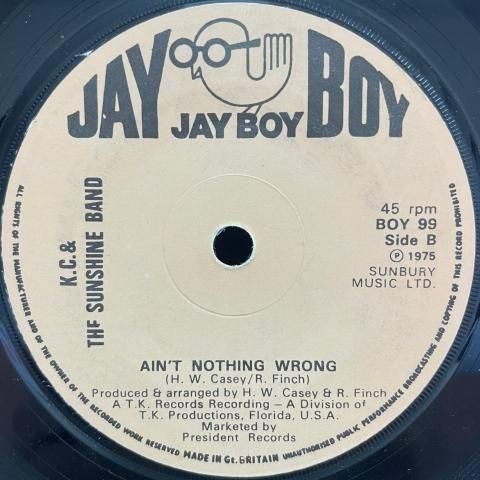 JAY BOY
JAY BOY
K.C. &
THE SUNSHINE BAND
45 rpm
BOY 99
Side B
℗ 1975
SUNBURY
MUSIC LTD.
AIN'T NOTHING WRONG
(H. W. Casey/R. Finch)
Produced & arranged by H. W. Casey & R. Finch
A T.K. Records Recording – A Division of
T.K. Productions, Florida, U.S.A.
Marketed by
President Records
ALL RIGHTS OF THE MANUFACTURER AND OF THE OWNER OF THE RECORDED WORK RESERVED MADE IN Gt. BRITAIN UNAUTHORISED PUBLIC PERFORMANCE BROADCASTING AND COPYING OF THIS RECORD PROHIBITED